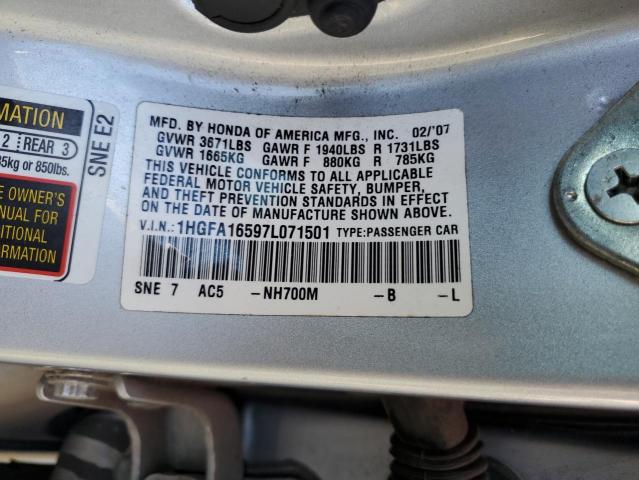 MATION
2 REAR 3
5kg or 850lbs.
E OWNER'S
ANUAL FOR
DITIONAL
FORMATION
SNE E2
MFD. BY HONDA OF AMERICA MFG., INC. 02/'07
GVWR 3671LBS GAWR F 1940LBS R 1731LBS
GVWR 1665KG GAWR F 880KG R 785KG
THIS VEHICLE CONFORMS TO ALL APPLICABLE
FEDERAL MOTOR VEHICLE SAFETY, BUMPER,
AND THEFT PREVENTION STANDARDS IN EFFECT
ON THE DATE OF MANUFACTURE SHOWN ABOVE.
V.I.N.: 1HGFA16597L071501 TYPE:PASSENGER CAR
SNE 7 AC5 -NH700M -B -L